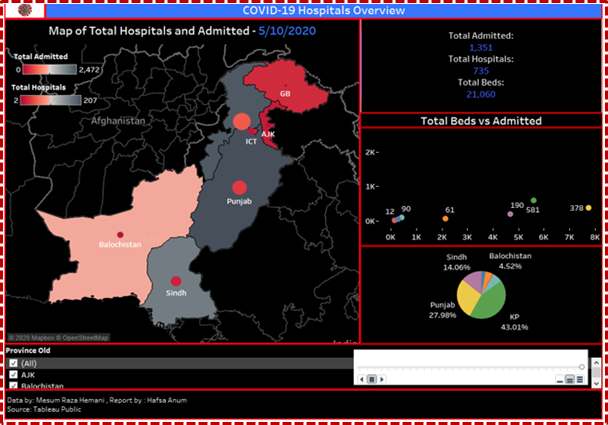 COVID-19 Hospitals Overview
Map of Total Hospitals and Admitted - 5/10/2020
Total Admitted
0 2,472
Total Hospitals
2 207
Afghanistan
GB
AJK
ICT
Punjab
Balochistan
Sindh
© 2020 Mapbox © OpenStreetMap
Total Admitted:
1,351
Total Hospitals:
735
Total Beds:
21,060
Total Beds vs Admitted
2K
1K
0K
12 90 61 190 581 378
0K 1K 2K 3K 4K 5K 6K 7K 8K
Sindh
14.06%
Balochistan
4.52%
Punjab
27.98%
KP
43.01%
Province Old
(All)
AJK
Balochistan
Data by: Mesum Raza Hemani , Report by : Hafsa Anum
Source: Tableau Public